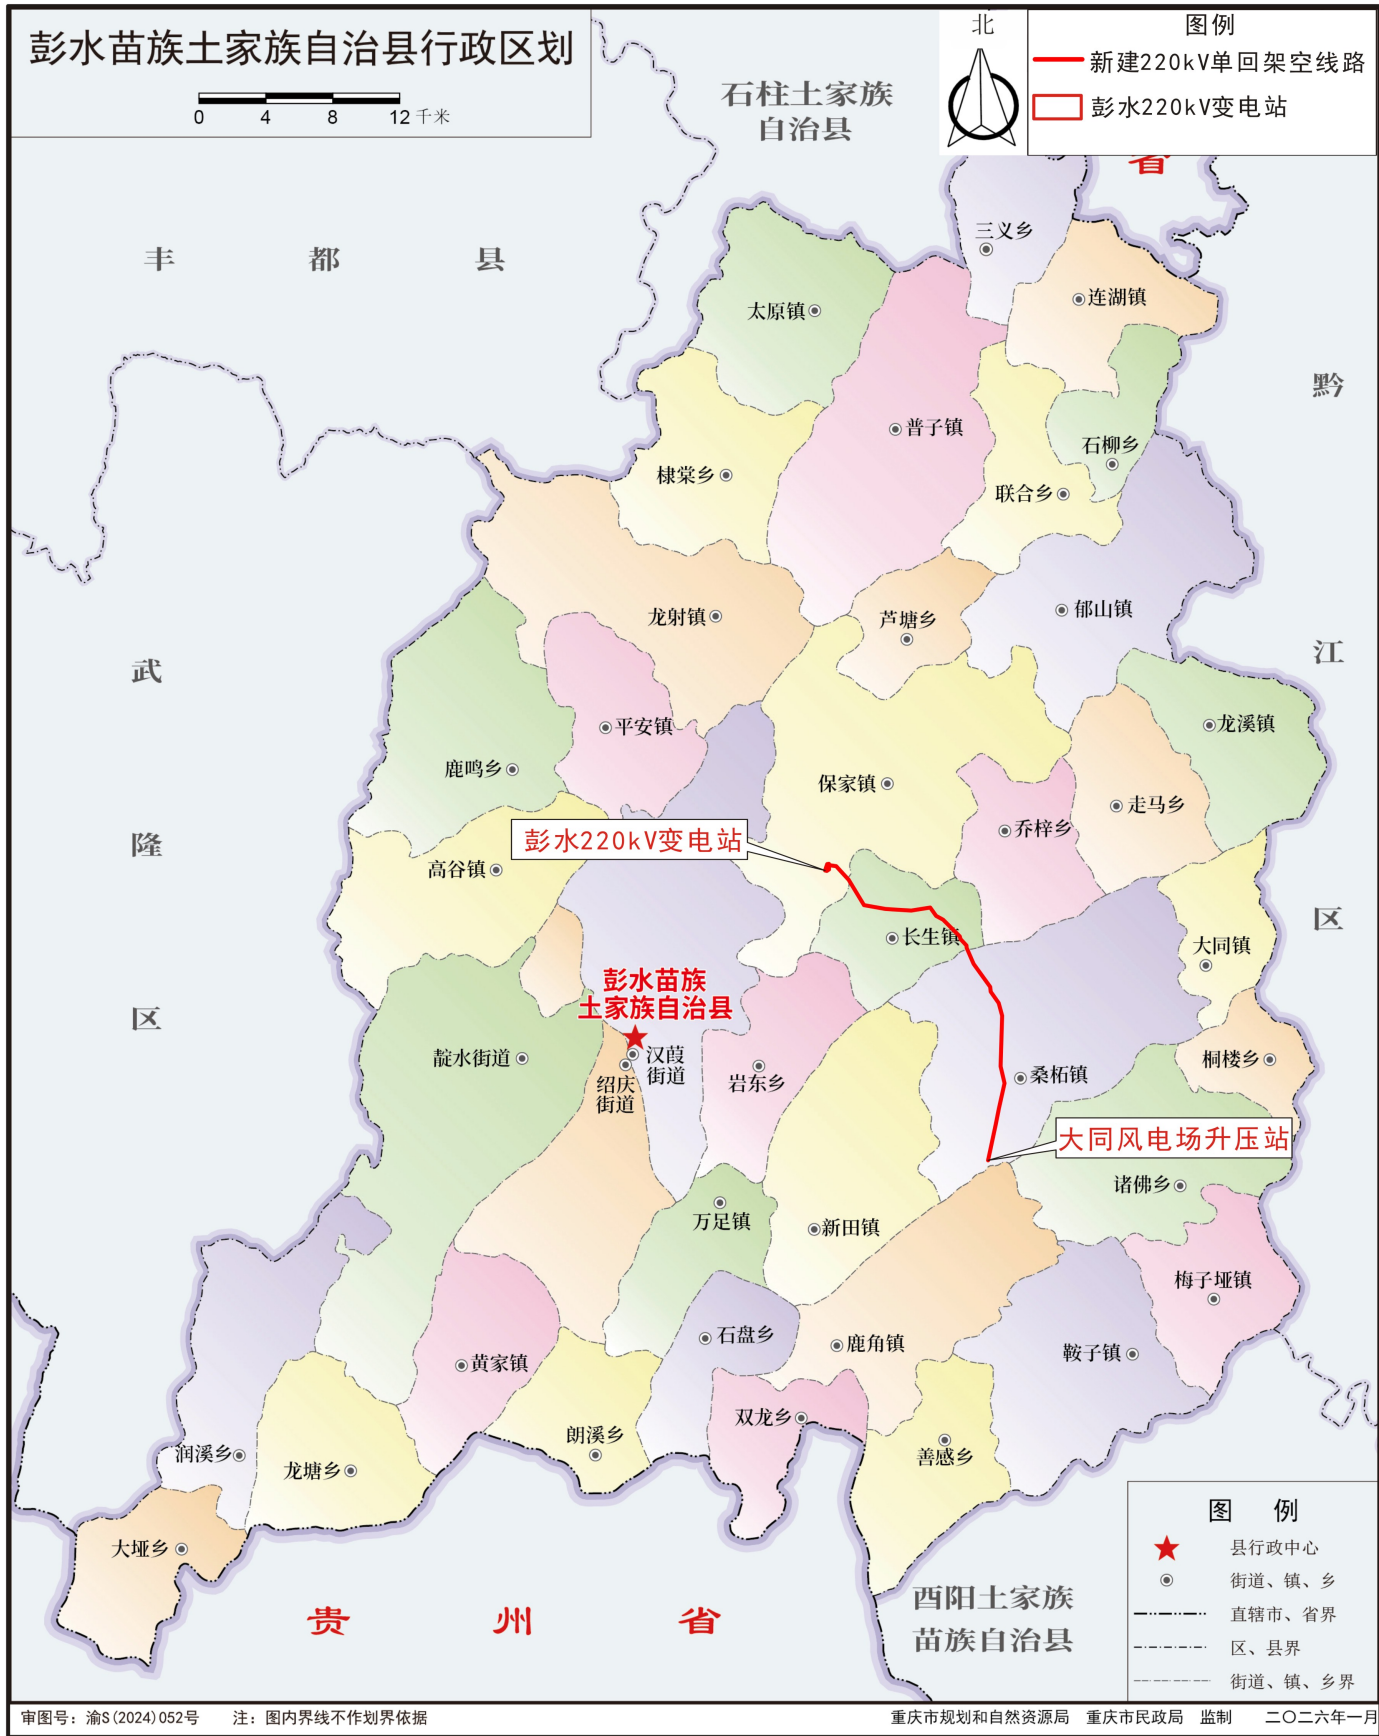 彭水苗族土家族自治县行政区划
0 4 8 12 千米
北
图例
新建220kV单回架空线路
彭水220kV变电站
石柱土家族
自治县
省
丰都县
三义乡
连湖镇
太原镇
黔江区
普子镇
石柳乡
棣棠乡
联合乡
郁山镇
龙射镇
芦塘乡
武隆区
龙溪镇
平安镇
鹿鸣乡
保家镇
走马乡
乔梓乡
彭水220kV变电站
高谷镇
长生镇
大同镇
彭水苗族
土家族自治县
靛水街道
汉葭
街道
绍庆
街道
岩东乡
桑柘镇
桐楼乡
大同风电场升压站
诸佛乡
万足镇
新田镇
梅子垭镇
石盘乡
鹿角镇
鞍子镇
黄家镇
双龙乡
朗溪乡
善感乡
润溪乡
龙塘乡
大垭乡
贵州省
酉阳土家族
苗族自治县
图例
县行政中心
街道、镇、乡
直辖市、省界
区、县界
街道、镇、乡界
审图号：渝S(2024)052号 注：图内界线不作划界依据
重庆市规划和自然资源局 重庆市民政局 监制 二〇二六年一月